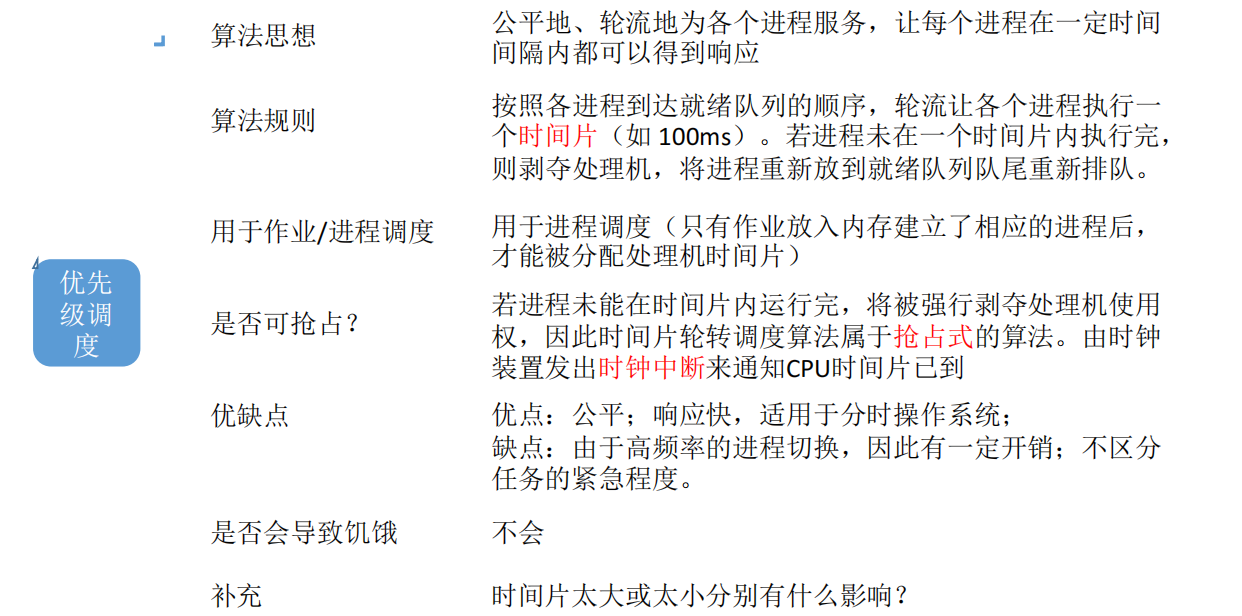 算法思想
公平地、轮流地为各个进程服务，让每个进程在一定时间
间隔内都可以得到响应
算法规则
按照各进程到达就绪队列的顺序，轮流让各个进程执行一
个时间片（如 100ms）。若进程未在一个时间片内执行完，
则剥夺处理机，将进程重新放到就绪队列队尾重新排队。
用于作业/进程调度
用于进程调度（只有作业放入内存建立了相应的进程后，
才能被分配处理机时间片）
优先
级调
度
是否可抢占？
若进程未能在时间片内运行完，将被强行剥夺处理机使用
权，因此时间片轮转调度算法属于抢占式的算法。由时钟
装置发出时钟中断来通知CPU时间片已到
优缺点
优点：公平；响应快，适用于分时操作系统；
缺点：由于高频率的进程切换，因此有一定开销；不区分
任务的紧急程度。
是否会导致饥饿
不会
补充
时间片太大或太小分别有什么影响？